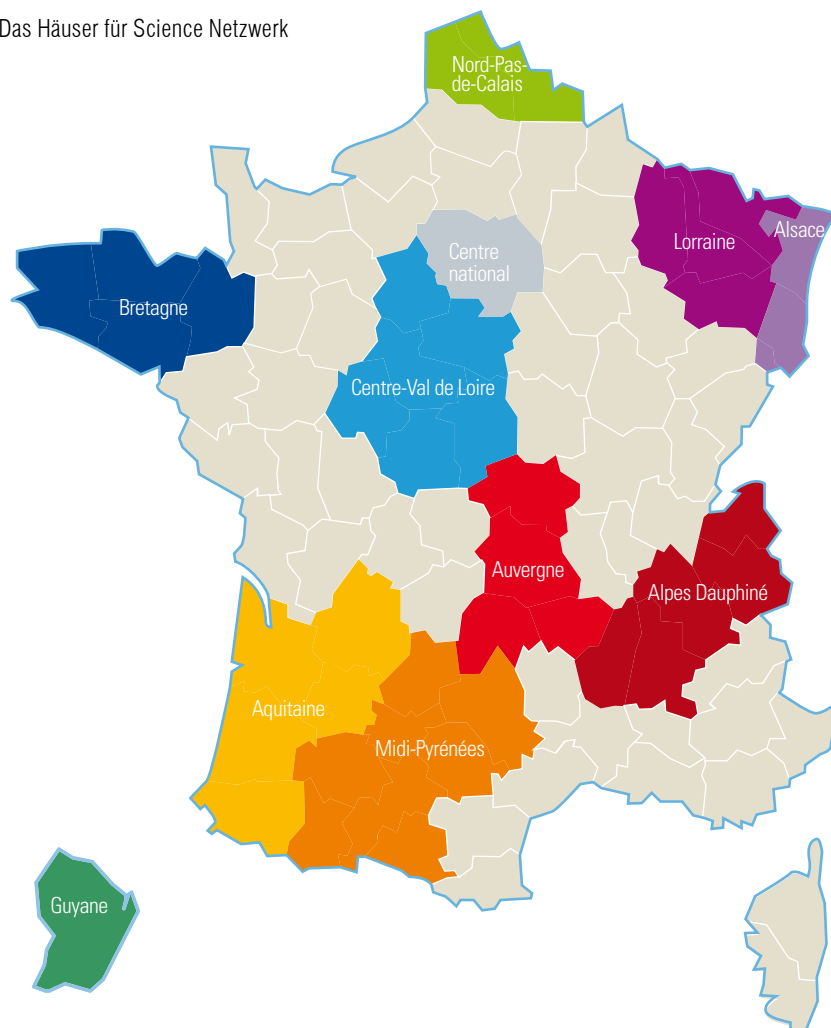 Das Häuser für Science Netzwerk
Nord-Pas-
de-Calais
Alsace
Lorraine
Centre
national
Bretagne
Centre-Val de Loire
Auvergne
Alpes Dauphiné
Aquitaine
Midi-Pyrénées
Guyane